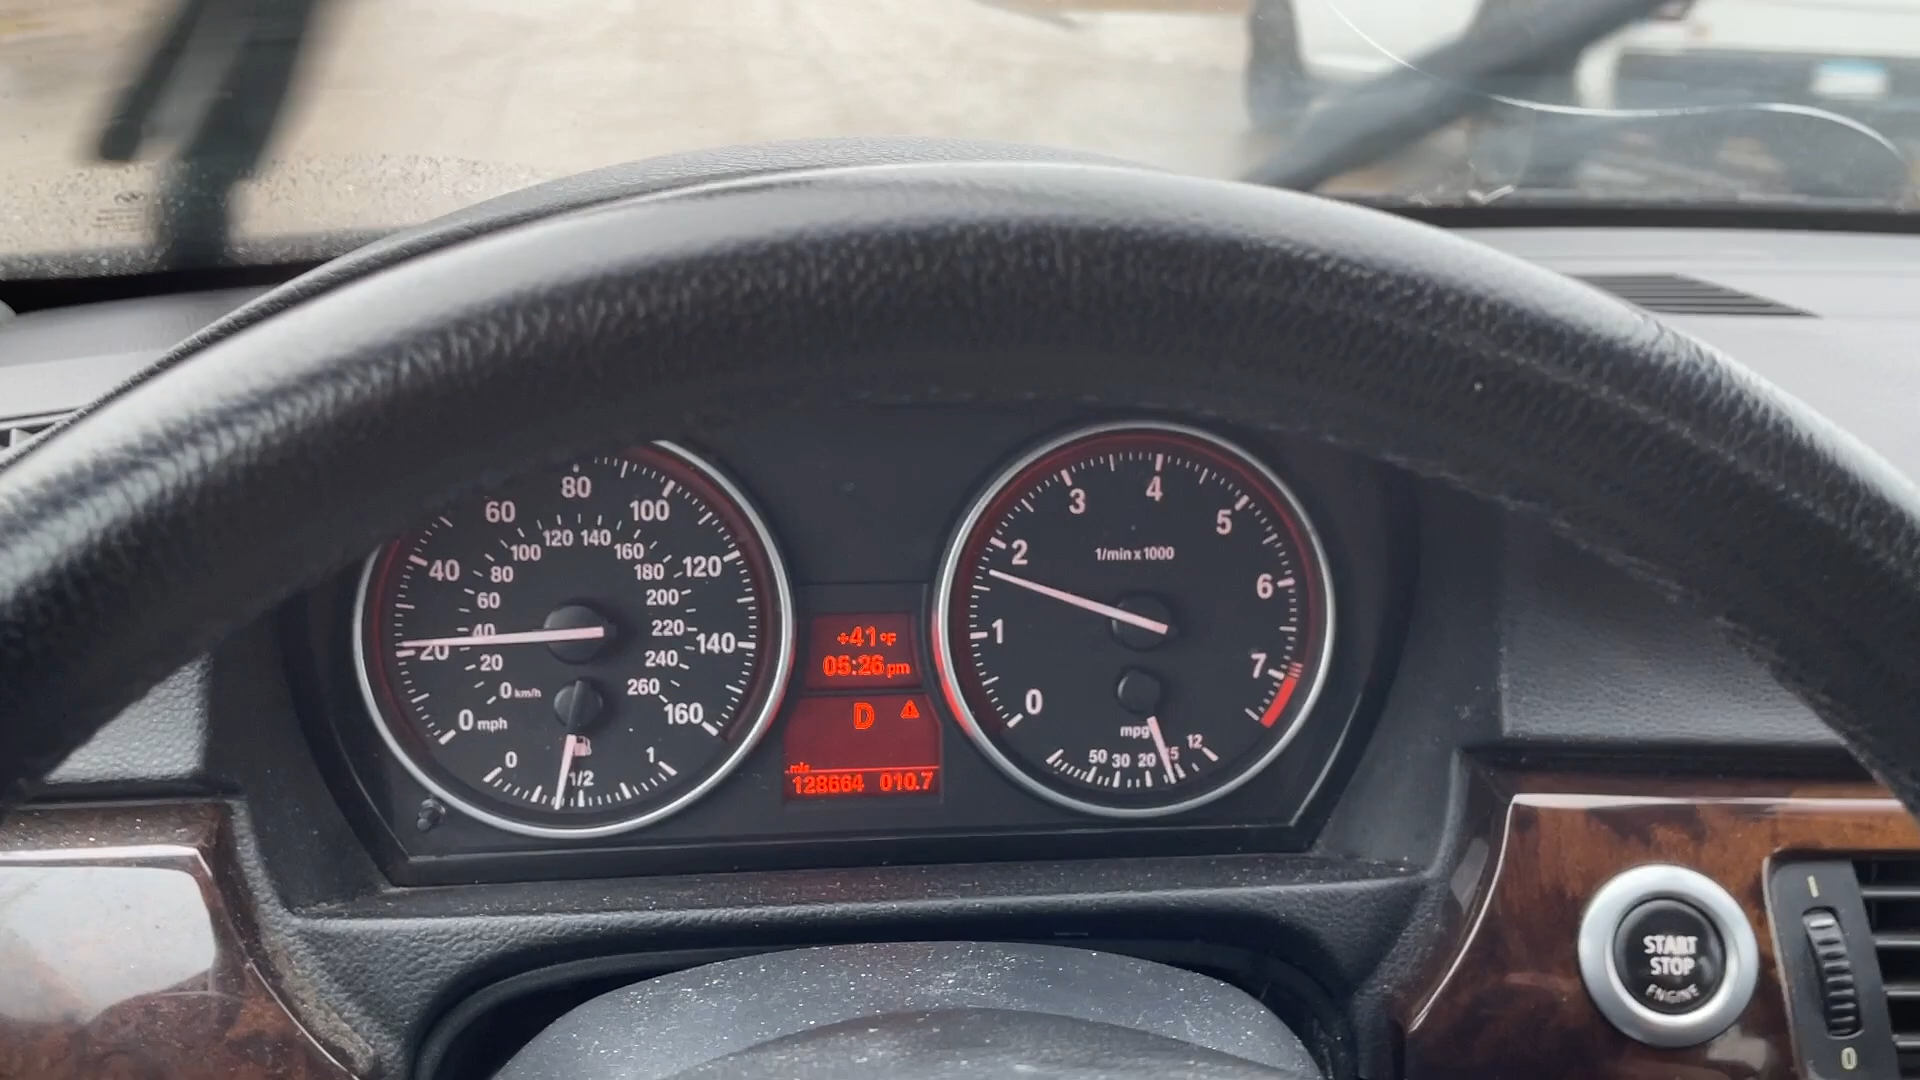 80
60
100
40
120
20
140
0 mph
160
120 140
100
160
80
180
60
200
40
220
20
240
0 km/h
260
0
1/2
1
+41°F
05:26 pm
D
mls
128664 010.7
4
3
5
2
1/min x 1000
6
1
7
0
mpg
50 30 20 15 12
START
STOP
ENGINE
I
0